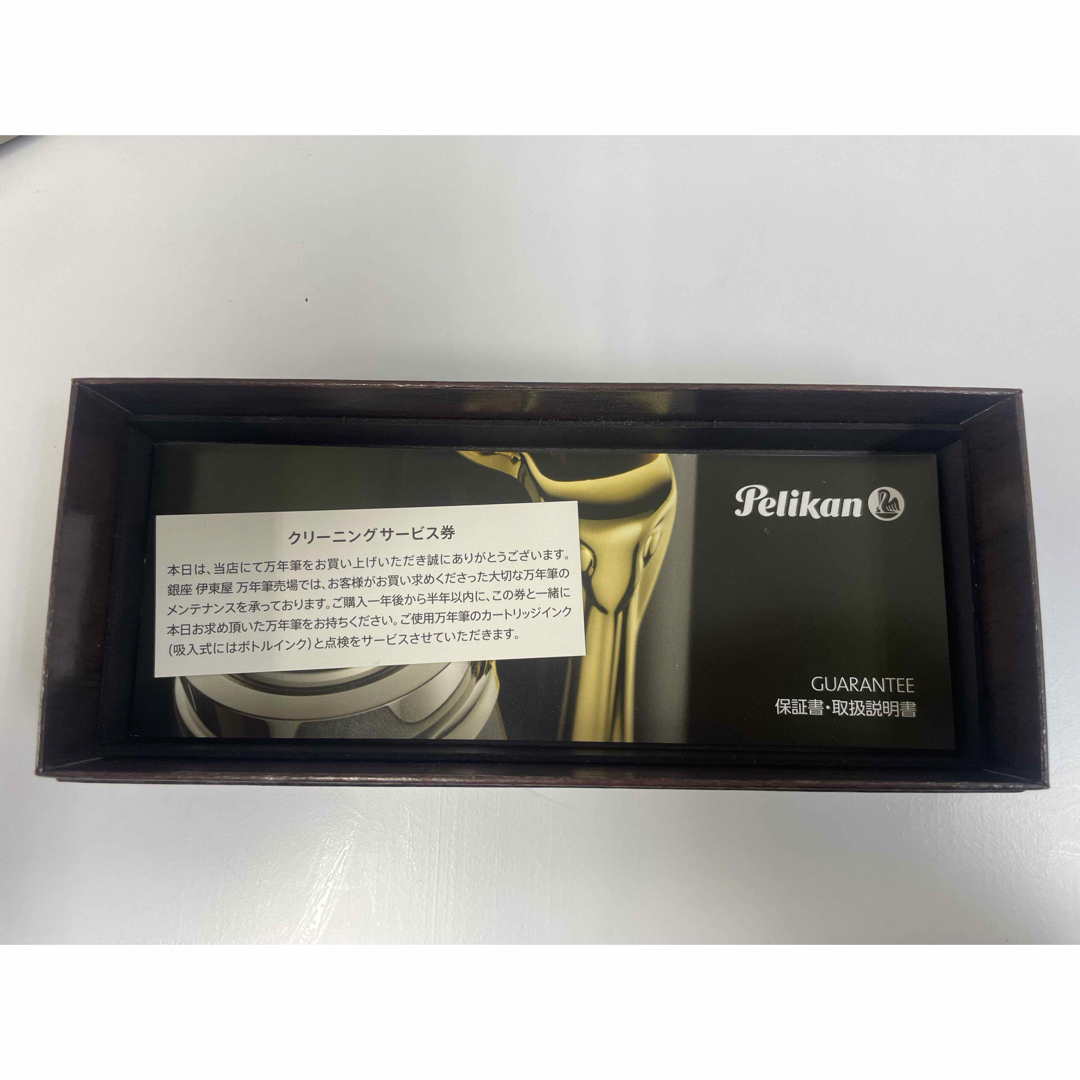 クリーニングサービス券
本日は、当店にて万年筆をお買い上げいただき誠にありがとうございます。
銀座 伊東屋 万年筆売場では、お客様がお買い求めくださった大切な万年筆の
メンテナンスを承っております。ご購入一年後から半年以内に、この券と一緒に
本日お求め頂いた万年筆をお持ちください。ご使用万年筆のカートリッジインク
(吸入式にはボトルインク)と点検をサービスさせていただきます。
Pelikan
GUARANTEE
保証書・取扱説明書